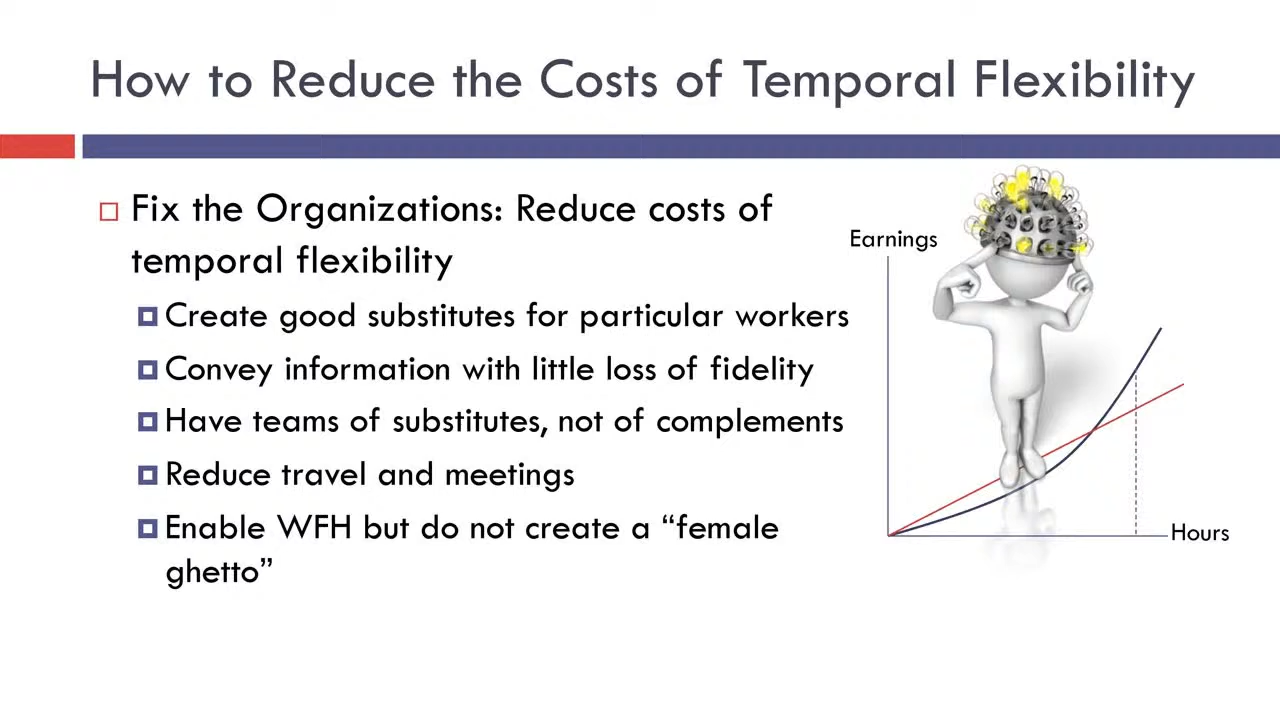 How to Reduce the Costs of Temporal Flexibility
Fix the Organizations: Reduce costs of
temporal flexibility
Create good substitutes for particular workers
Convey information with little loss of fidelity
Have teams of substitutes, not of complements
Reduce travel and meetings
Enable WFH but do not create a “female
ghetto”
Earnings
Hours